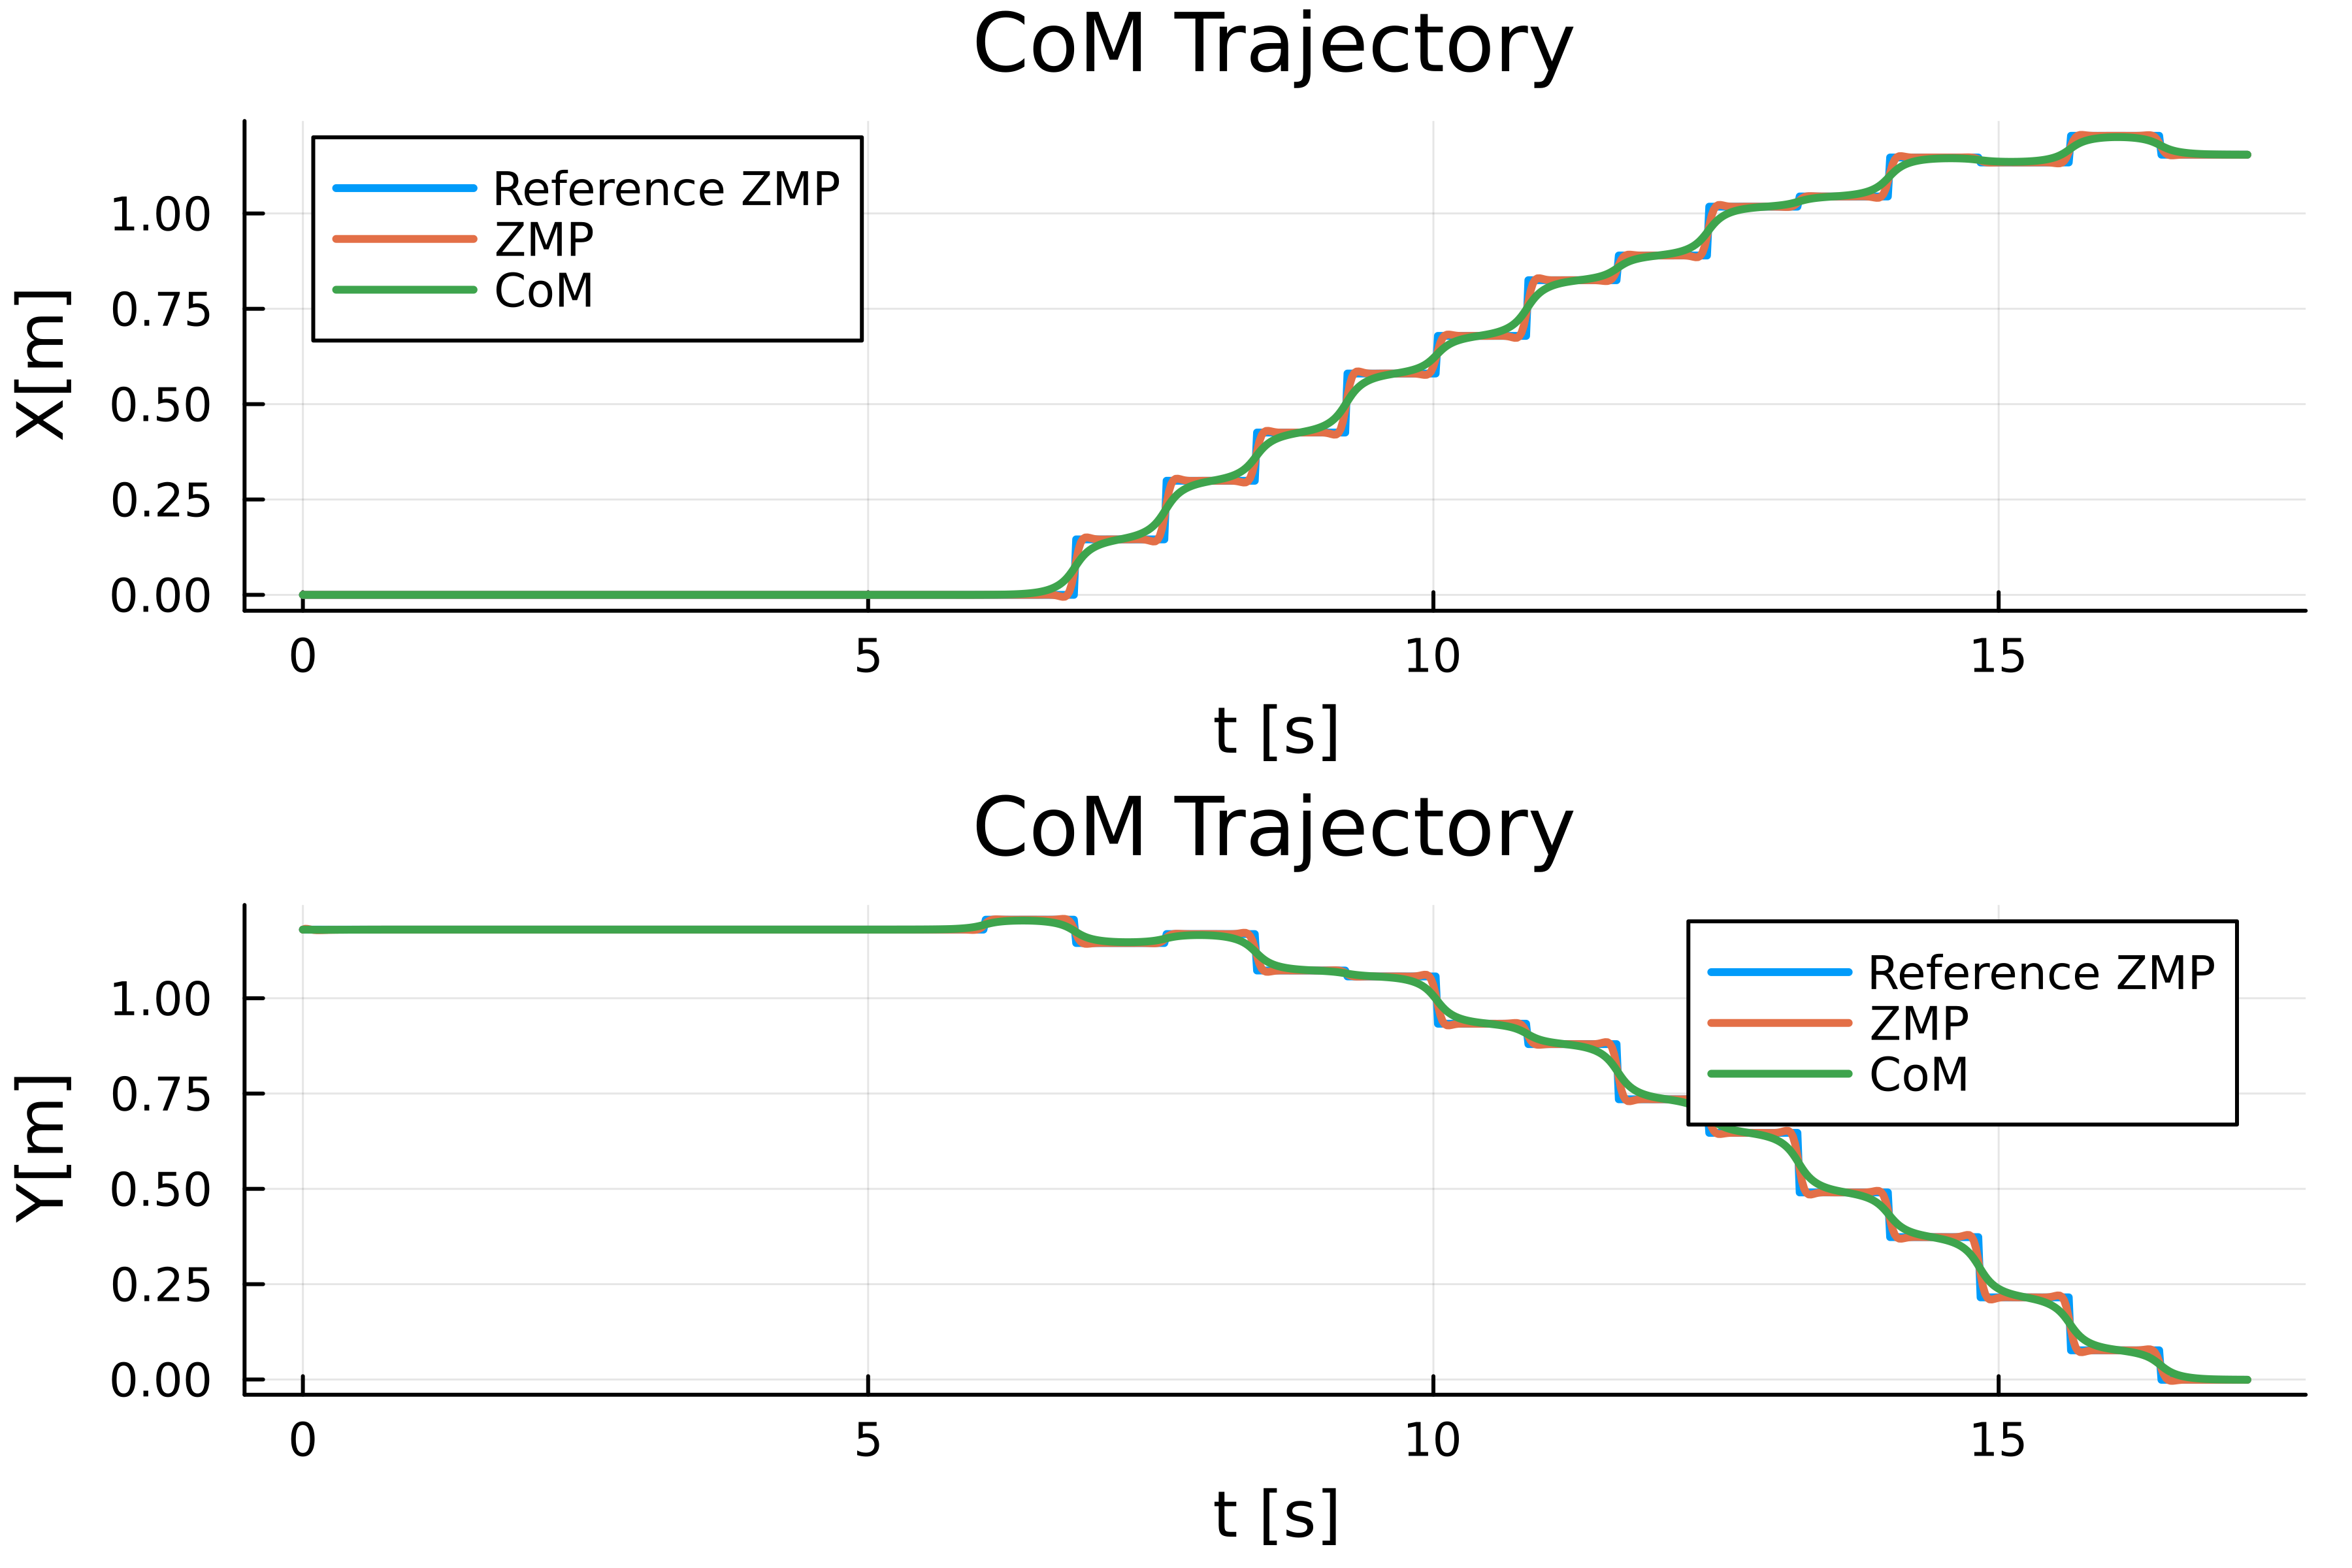 CoM Trajectory
Reference ZMP
ZMP
CoM
X[m]
1.00
0.75
0.50
0.25
0.00
0 5 10 15
t [s]
CoM Trajectory
Reference ZMP
ZMP
CoM
Y[m]
1.00
0.75
0.50
0.25
0.00
0 5 10 15
t [s]